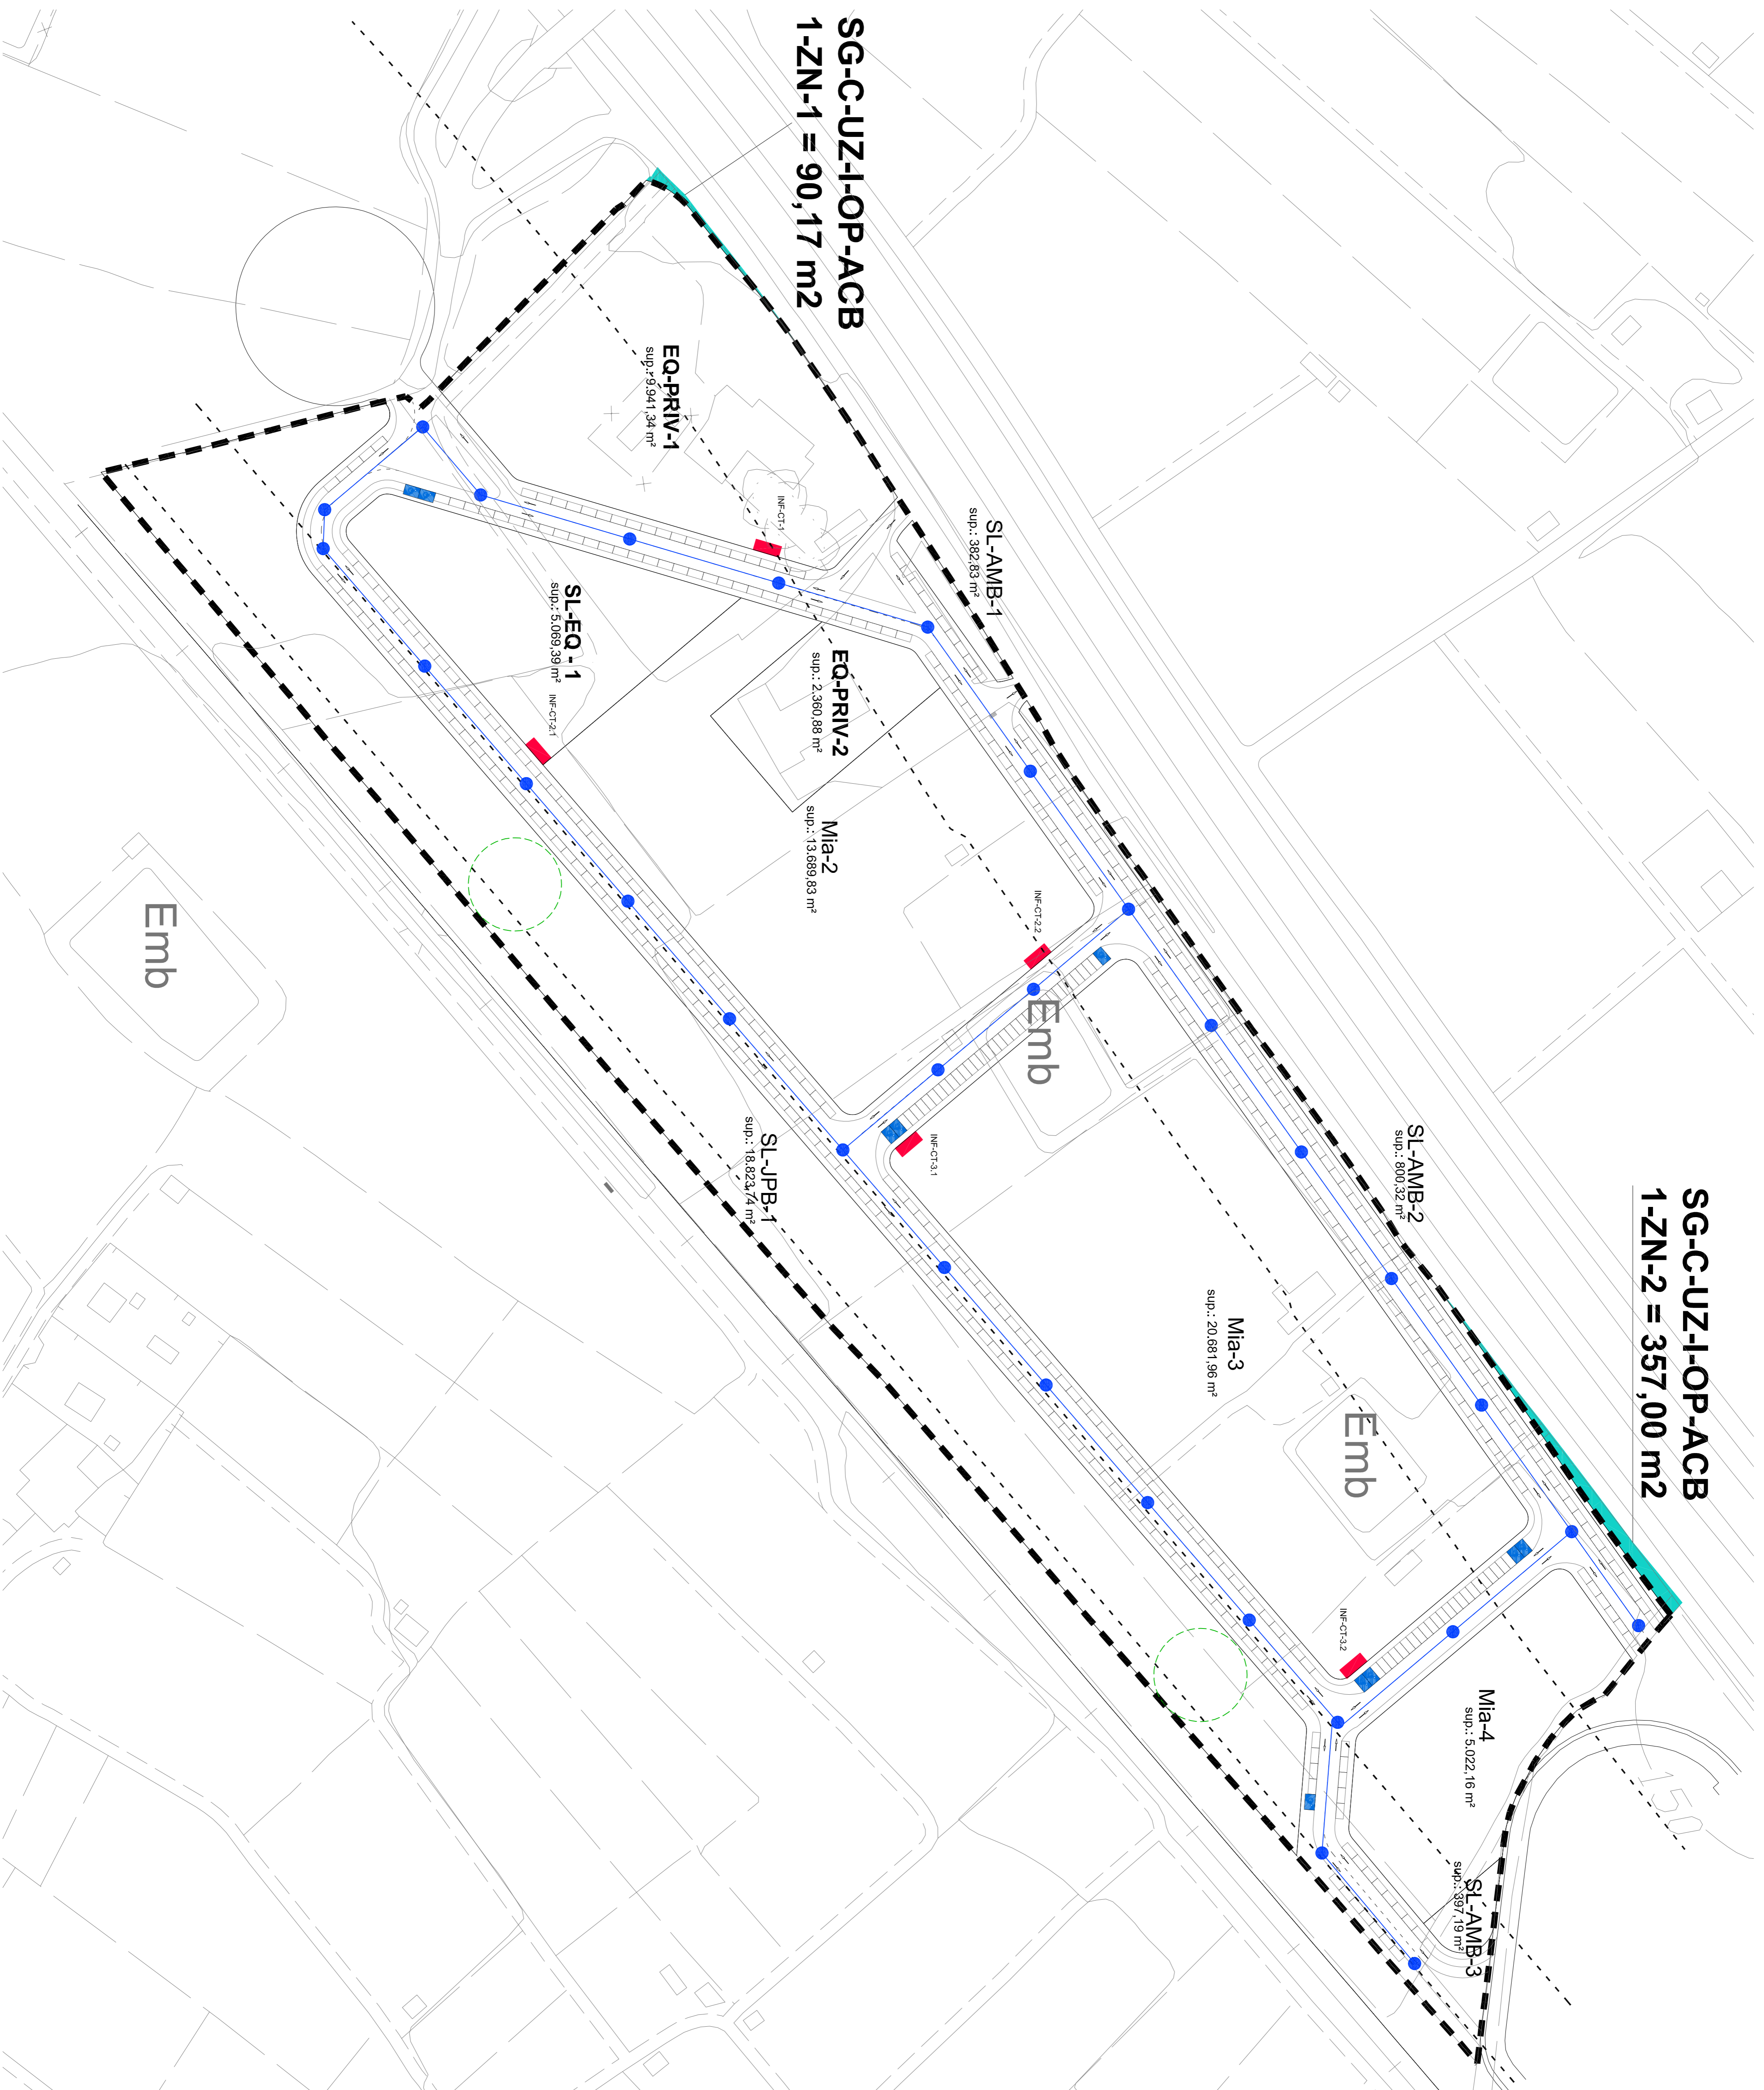 SG-C-UZ-I-OP-ACB
1-ZN-1 = 90,17 m2
EQ-PRIV-1
sup.: 9.941,34 m²
INF-CT-1
SL-AMB-1
sup.: 382,83 m²
SL-EQ - 1
sup.: 5.069,39 m²
INF-CT-2.1
EQ-PRIV-2
sup.: 2.360,88 m²
Mia-2
sup.: 13.689,83 m²
INF-CT-2.2
Emb
Emb
INF-CT-3.1
SL-JPB-1
sup.: 18.823,74 m²
SL-AMB-2
sup.: 800,32 m²
SG-C-UZ-I-OP-ACB
1-ZN-2 = 357,00 m2
Mia-3
sup.: 20.681,96 m²
Emb
INF-CT-3.2
Mia-4
sup.: 5.022,16 m²
150
SL-AMB-3
sup.: 397,19 m²